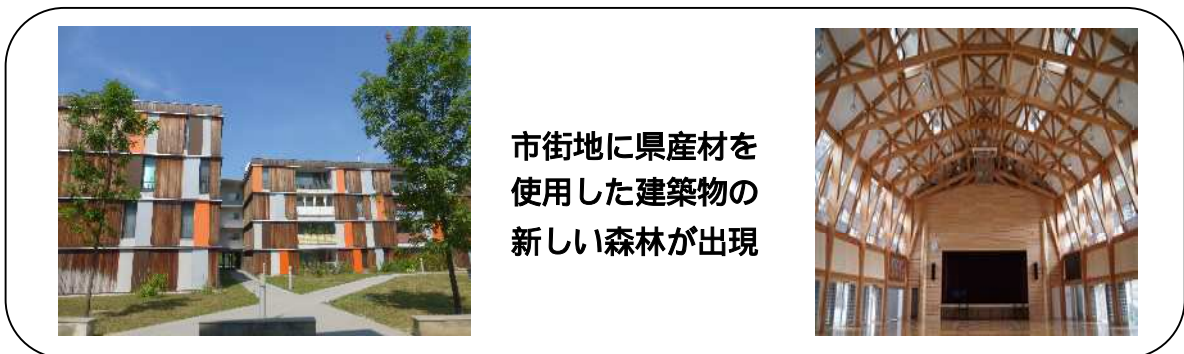 市街地に県産材を
使用した建築物の
新しい森林が出現